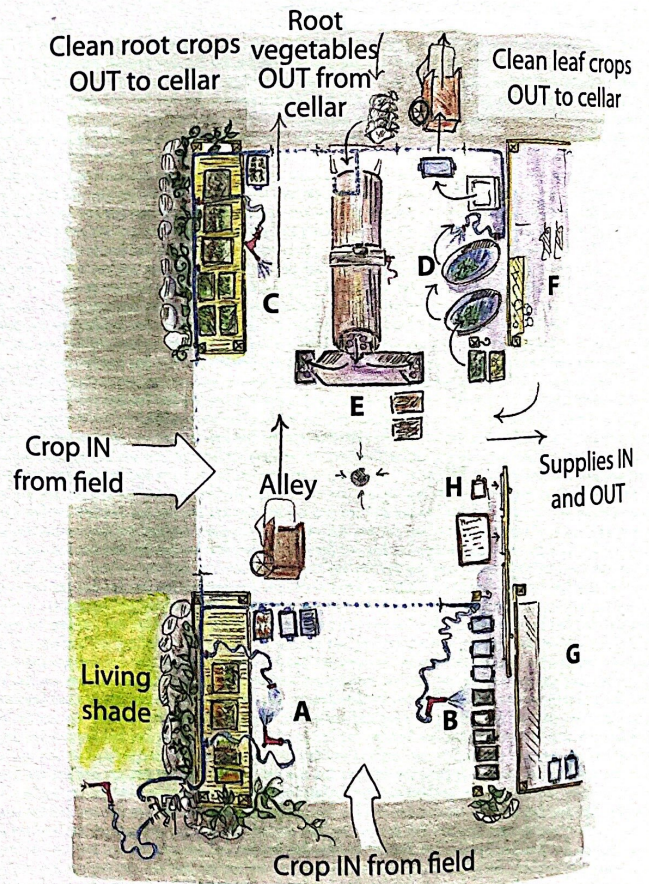 Root
vegetables
OUT from
cellar
Clean root crops
OUT to cellar
Clean leaf crops
OUT to cellar
C
D
F
E
Crop IN
from field
Alley
H
Supplies IN
and OUT
Living
shade
A
B
G
Crop IN from field